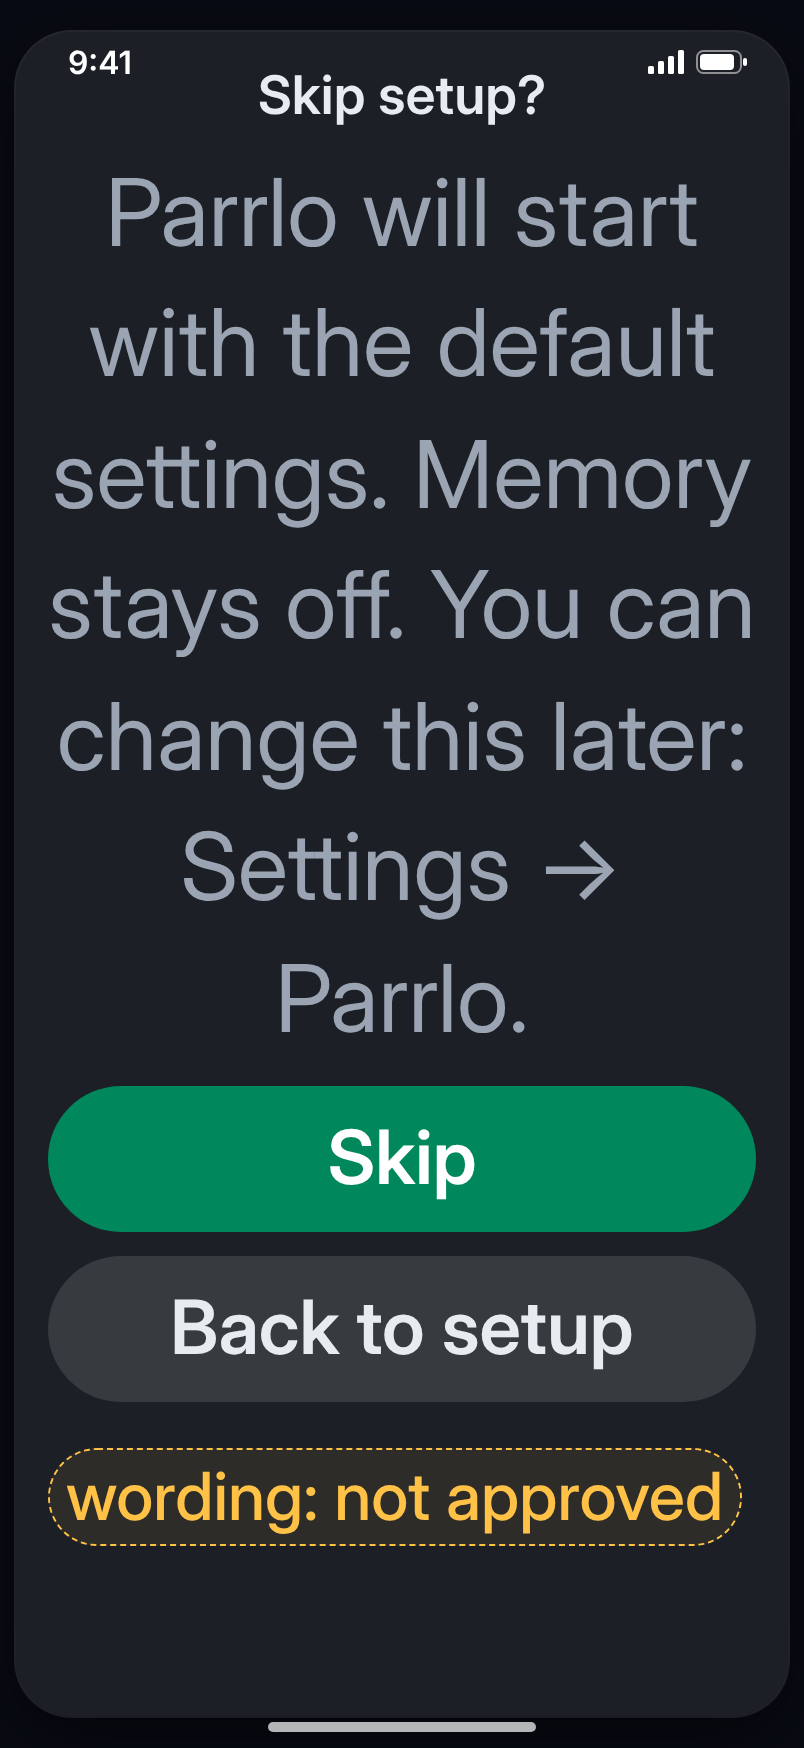 9:41
Skip setup?
Parrlo will start
with the default
settings. Memory
stays off. You can
change this later:
Settings →
Parrlo.
Skip
Back to setup
wording: not approved